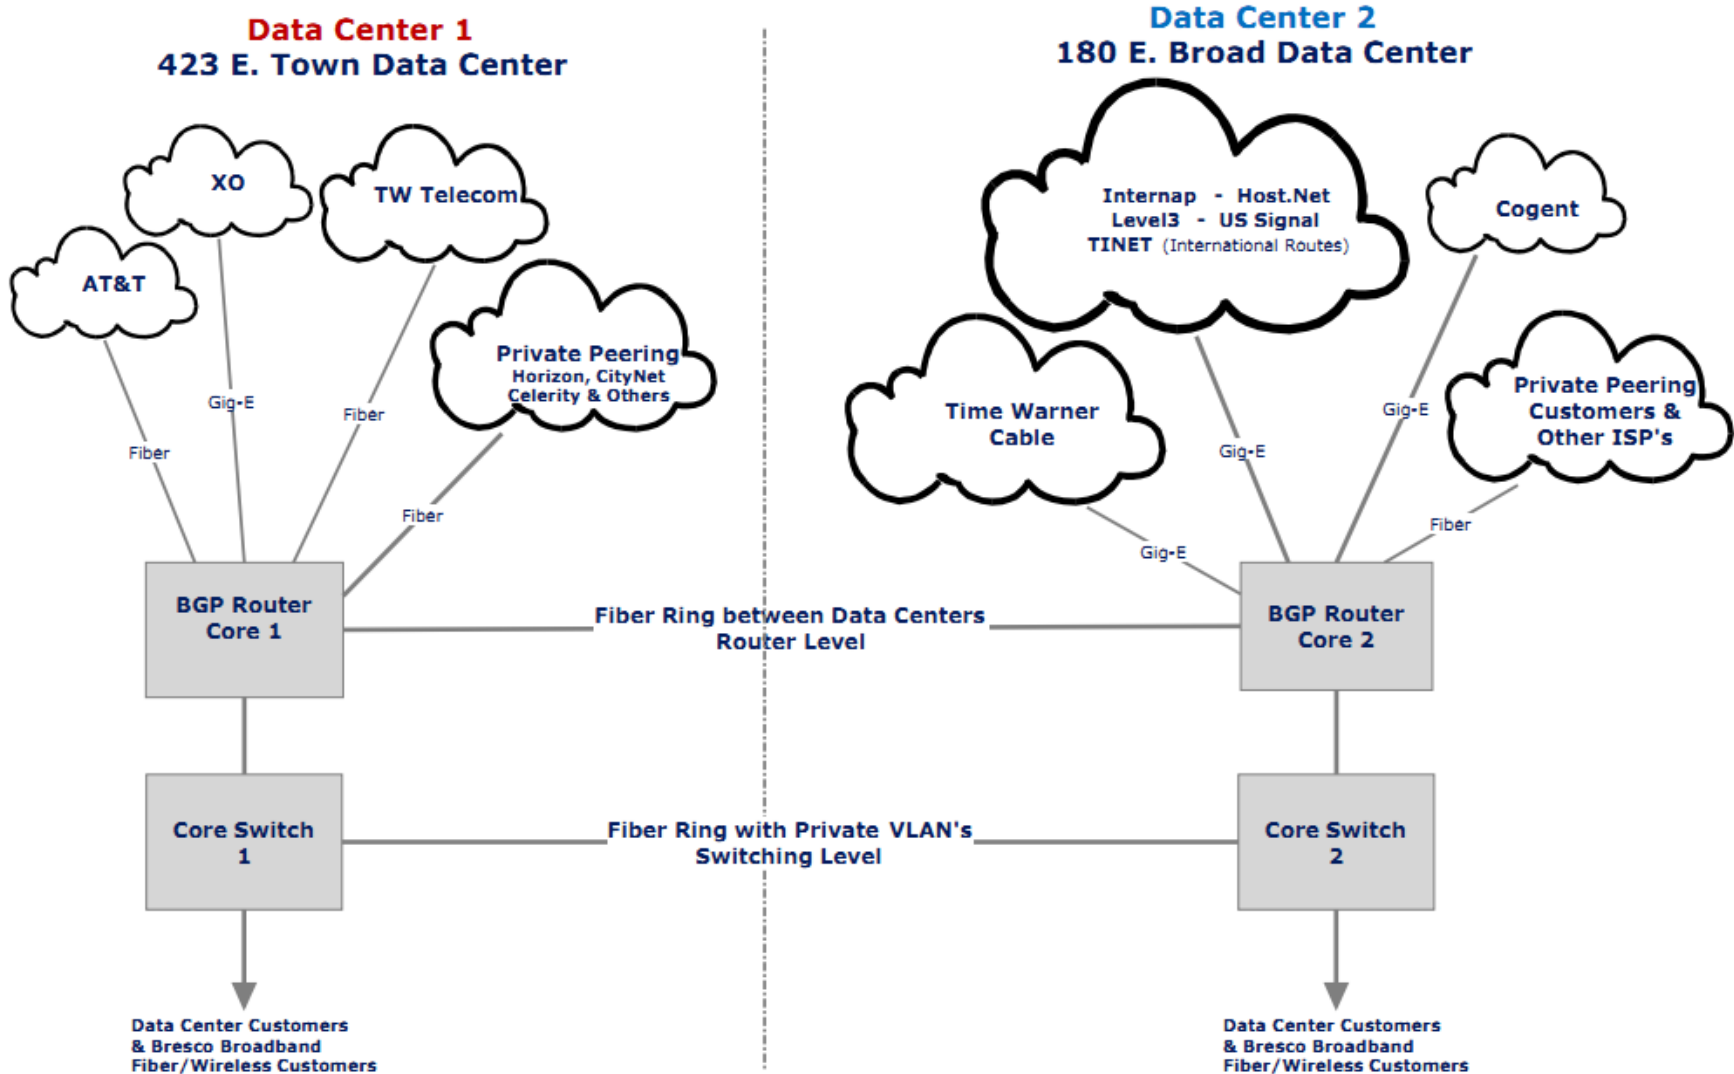 Data Center 1
423 E. Town Data Center
Data Center 2
180 E. Broad Data Center
XO
TW Telecom
AT&T
Private Peering
Horizon, CityNet
Celerity & Others
Fiber
Gig-E
Fiber
Fiber
Internap - Host.Net
Level3 - US Signal
TINET (International Routes)
Cogent
Time Warner
Cable
Private Peering
Customers &
Other ISP's
Gig-E
Gig-E
Gig-E
Fiber
BGP Router
Core 1
Fiber Ring between Data Centers
Router Level
BGP Router
Core 2
Core Switch
1
Fiber Ring with Private VLAN's
Switching Level
Core Switch
2
Data Center Customers
& Bresco Broadband
Fiber/Wireless Customers
Data Center Customers
& Bresco Broadband
Fiber/Wireless Customers